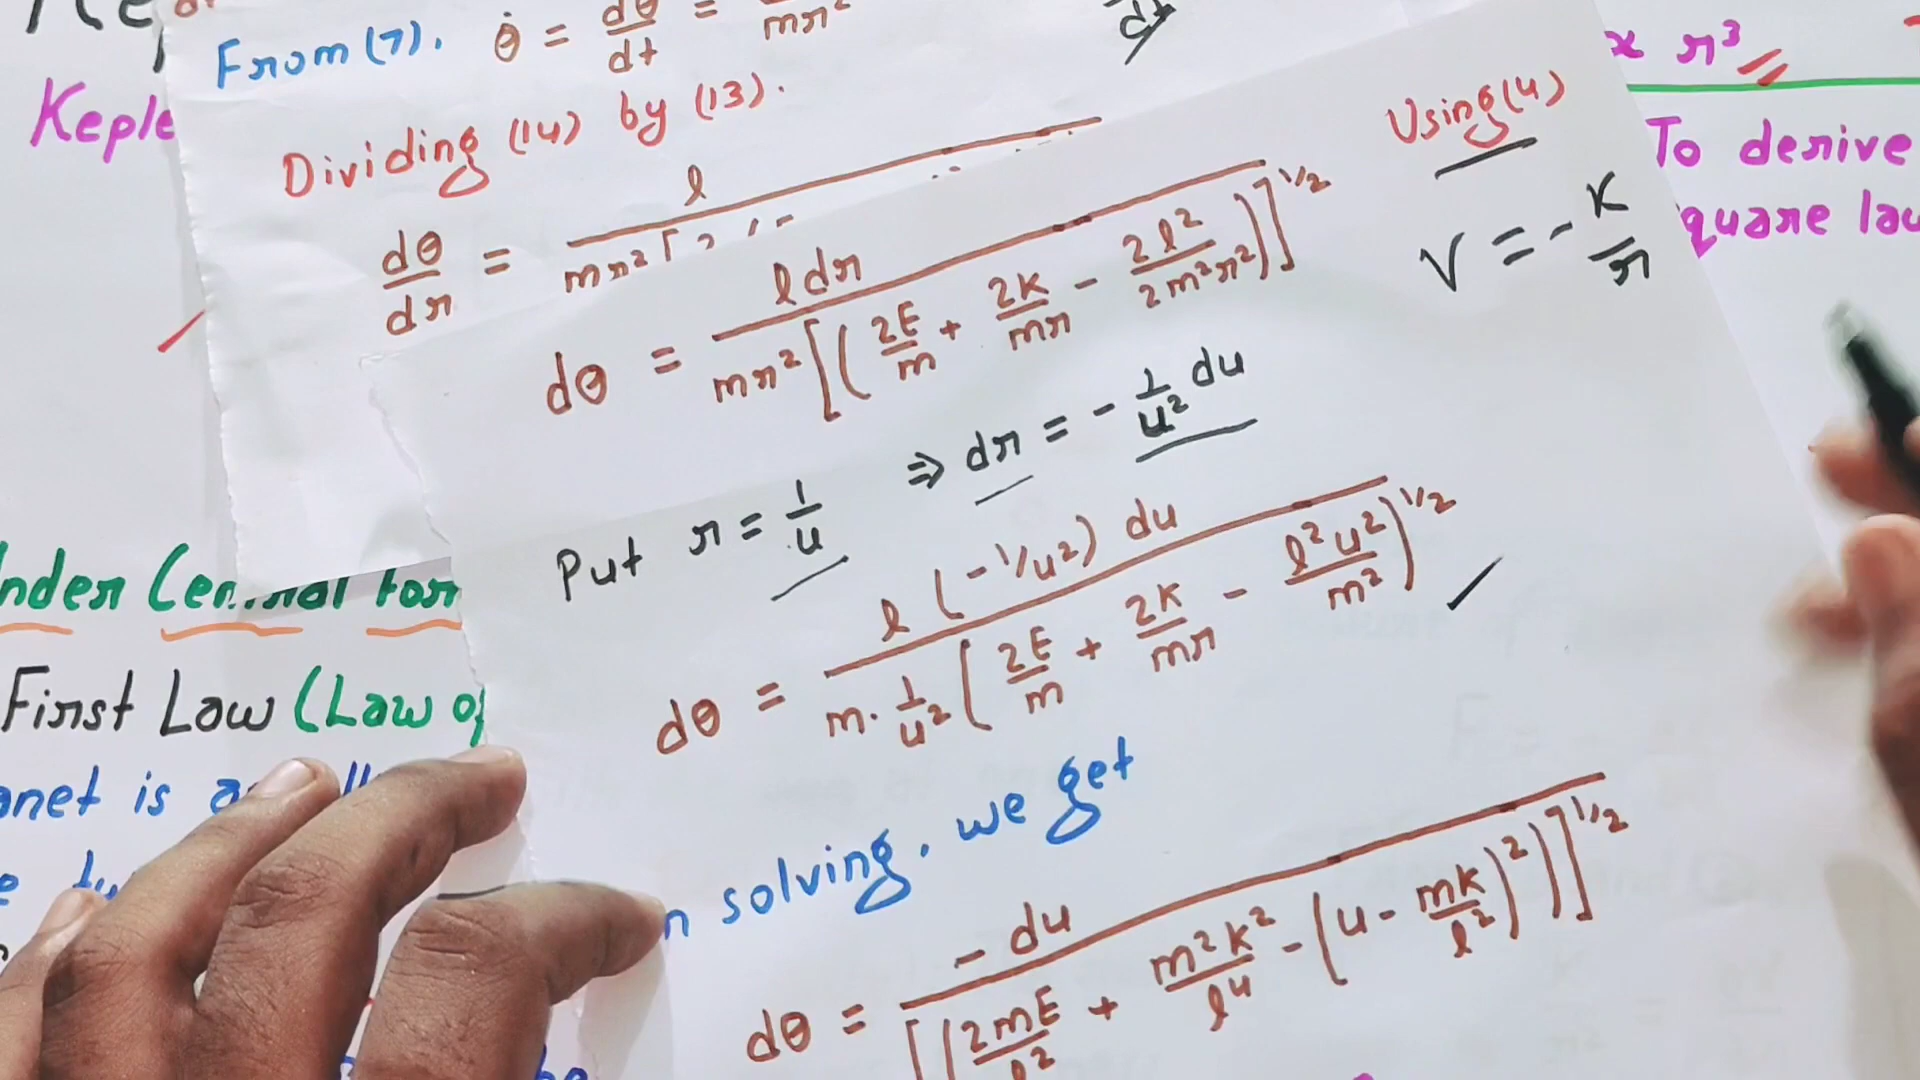 From (7). θ̇ = dθ/dt = /mr²
Keple
Dividing (14) by (13).
dθ/dr = l / mr² [
x r³
To derive
quare law
Using (4)
V = -K/r
dθ = l dr / mr² [(2E/m + 2K/mr - 2l²/2m²r²)]^1/2
Put r = 1/u ⇒ dr = -1/u² du
dθ = l (-1/u²) du / m. 1/u² (2E/m + 2K/mr - l²u²/m²)^1/2
nder Central For
First Law (Law of
anet is a
n solving, we get
dθ = -du / [(2mE/l² + m²K²/l⁴ - (u - mK/l²)²)]^1/2